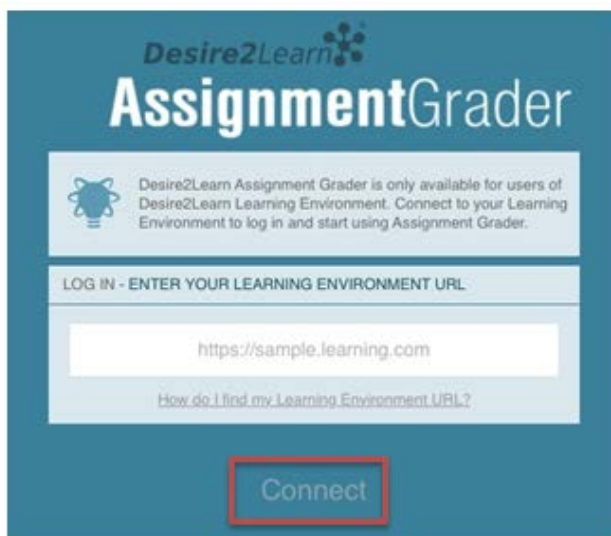 Desire2Learn
AssignmentGrader
Desire2Learn Assignment Grader is only available for users of
Desire2Learn Learning Environment. Connect to your Learning
Environment to log in and start using Assignment Grader.
LOG IN - ENTER YOUR LEARNING ENVIRONMENT URL
https://sample.learning.com
How do I find my Learning Environment URL?
Connect